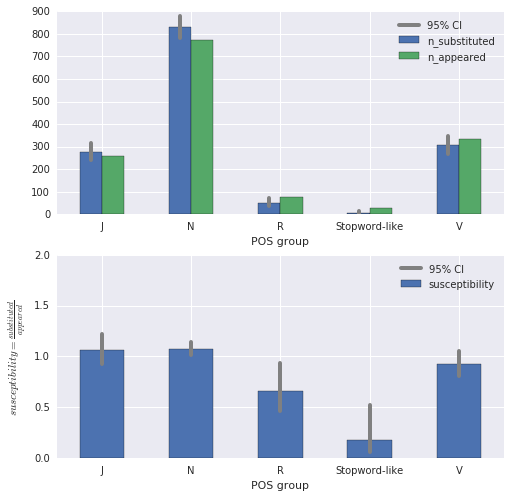 900
800
700
600
500
400
300
200
100
0
95% CI
n_substituted
n_appeared
J N R Stopword-like V
POS group
2.0
1.5
1.0
0.5
0.0
susceptibility = substituted/appeared
95% CI
susceptibility
J N R Stopword-like V
POS group